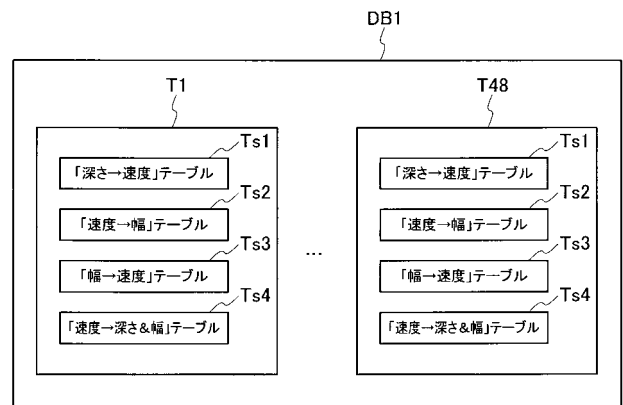 DB1
T1
Ts1
「深さ→速度」テーブル
Ts2
「速度→幅」テーブル
Ts3
「幅→速度」テーブル
Ts4
「速度→深さ&幅」テーブル
...
T48
Ts1
「深さ→速度」テーブル
Ts2
「速度→幅」テーブル
Ts3
「幅→速度」テーブル
Ts4
「速度→深さ&幅」テーブル